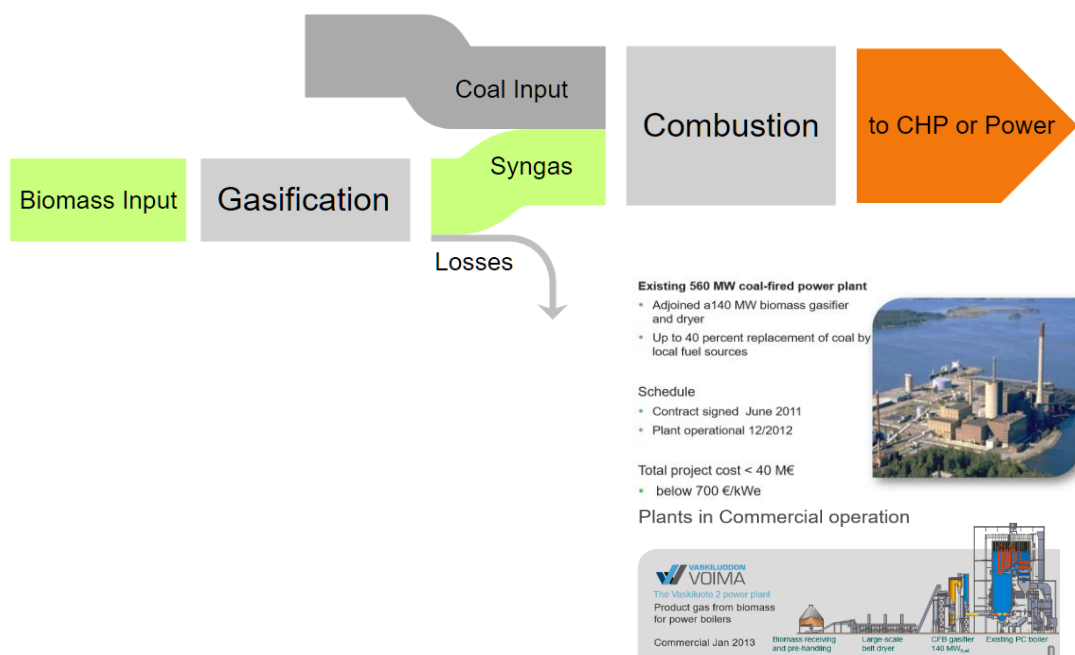 Coal Input
Combustion
to CHP or Power
Syngas
Biomass Input
Gasification
Losses
Existing 560 MW coal-fired power plant
• Adjoined a140 MW biomass gasifier
and dryer
• Up to 40 percent replacement of coal by
local fuel sources
Schedule
• Contract signed June 2011
• Plant operational 12/2012
Total project cost < 40 M€
• below 700 €/kWe
Plants in Commercial operation
VASKILUODON
VOIMA
The Vaskiluoto 2 power plant
Product gas from biomass
for power boilers
Commercial Jan 2013
Biomass receiving
and pre-handling
Large-scale
belt dryer
CFB gasifier
140 MWfuel
Existing PC boiler